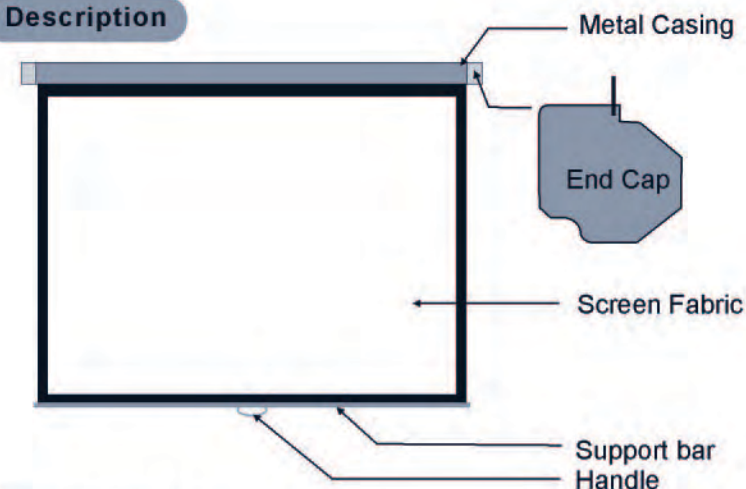 Description
Metal Casing
End Cap
Screen Fabric
Support bar
Handle